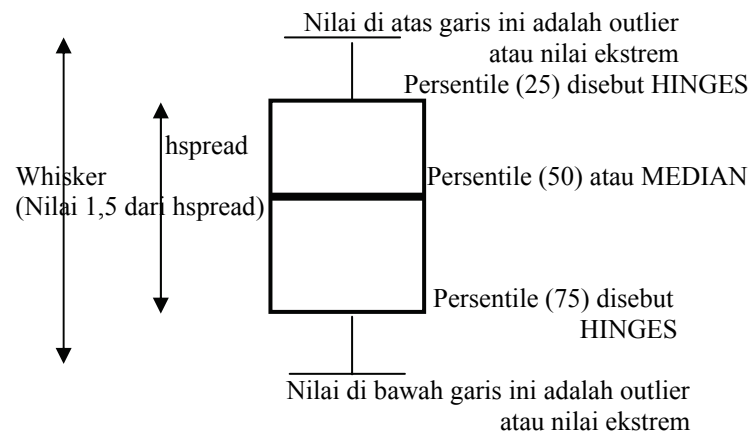 Nilai di atas garis ini adalah outlier
atau nilai ekstrem
Persentile (25) disebut HINGES
hspread
Whisker
(Nilai 1,5 dari hspread)
Persentile (50) atau MEDIAN
Persentile (75) disebut
HINGES
Nilai di bawah garis ini adalah outlier
atau nilai ekstrem